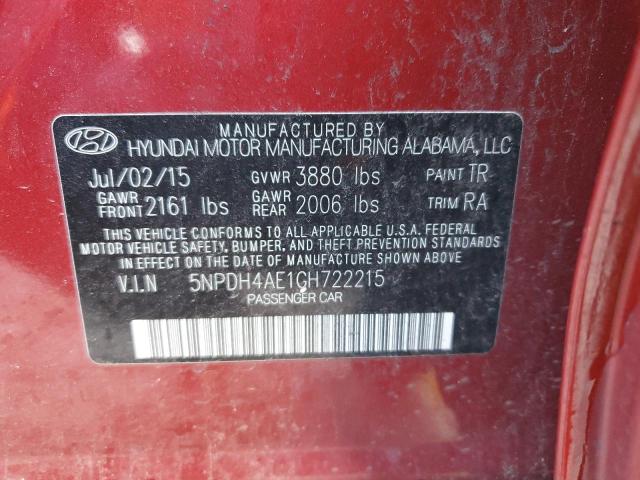 MANUFACTURED BY
HYUNDAI MOTOR MANUFACTURING ALABAMA, LLC
Jul/02/15 GVWR 3880 lbs PAINT TR
GAWR FRONT 2161 lbs GAWR REAR 2006 lbs TRIM RA
THIS VEHICLE CONFORMS TO ALL APPLICABLE U.S.A. FEDERAL
MOTOR VEHICLE SAFETY, BUMPER, AND THEFT PREVENTION
STANDARDS IN EFFECT ON THE DATE OF MANUFACTURE SHOWN ABOVE
V.I.N 5NPDH4AE1GH722215
PASSENGER CAR